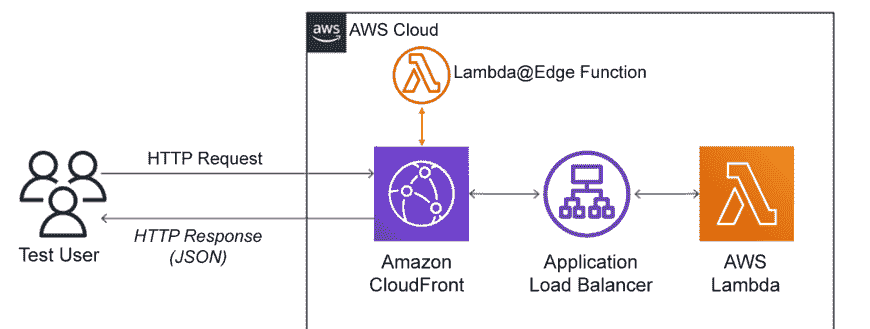 aws
AWS Cloud
Lambda@Edge Function
HTTP Request
HTTP Response
(JSON)
Test User
Amazon
CloudFront
Application
Load Balancer
AWS
Lambda